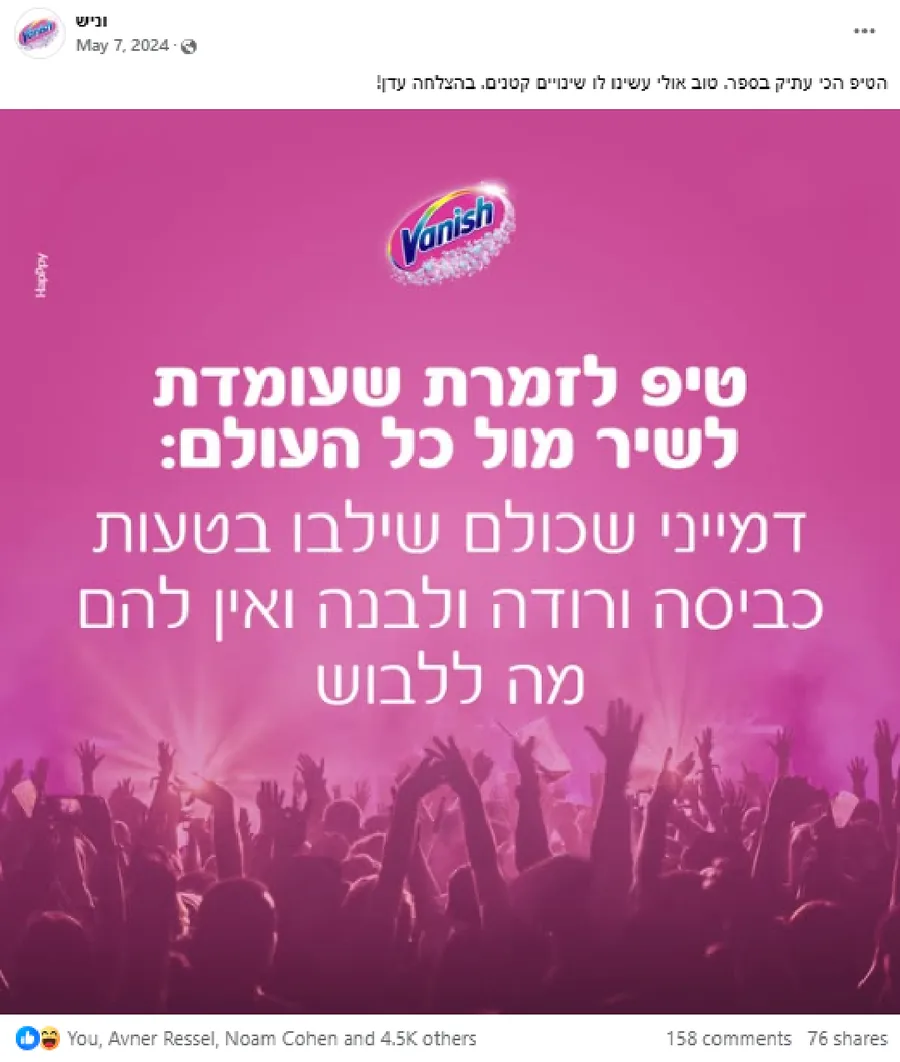 וניש
May 7, 2024
הטיפ הכי עתיק בספר. טוב אולי עשינו לו שינויים קטנים. בהצלחה עדן!
Vanish
Vanish
Happy
טיפ לזמרת שעומדת
לשיר מול כל העולם:
דמייני שכולם שילבו בטעות
כביסה ורודה ולבנה ואין להם
מה ללבוש
You, Avner Ressel, Noam Cohen and 4.5K others
158 comments 76 shares